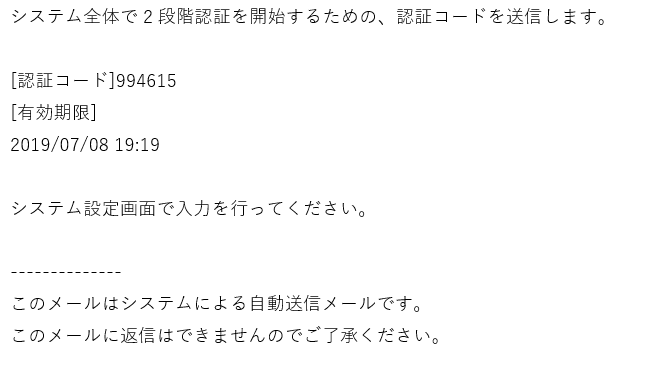 システム全体で2段階認証を開始するための、認証コードを送信します。
[認証コード]994615
[有効期限]
2019/07/08 19:19
システム設定画面で入力を行ってください。
--------------
このメールはシステムによる自動送信メールです。
このメールに返信はできませんのでご了承ください。